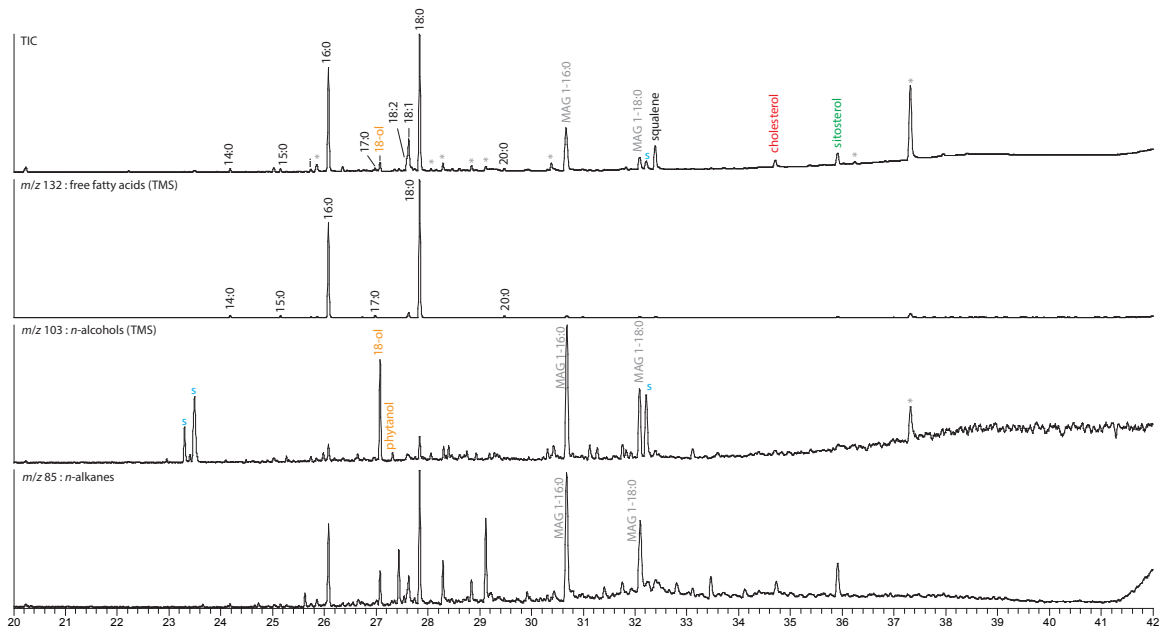 TIC
14:0
15:0
i
*
16:0
17:0
18-ol
18:2
18:1
18:0
*
*
*
*
20:0
*
MAG 1-16:0
MAG 1-18:0
s
squalene
cholesterol
sitosterol
*
*
m/z 132 : free fatty acids (TMS)
14:0
15:0
16:0
17:0
18:0
20:0
m/z 103 : n-alcohols (TMS)
s
s
18-ol
phytanol
MAG 1-16:0
MAG 1-18:0
s
*
m/z 85 : n-alkanes
MAG 1-16:0
MAG 1-18:0
20 21 22 23 24 25 26 27 28 29 30 31 32 33 34 35 36 37 38 39 40 41 42